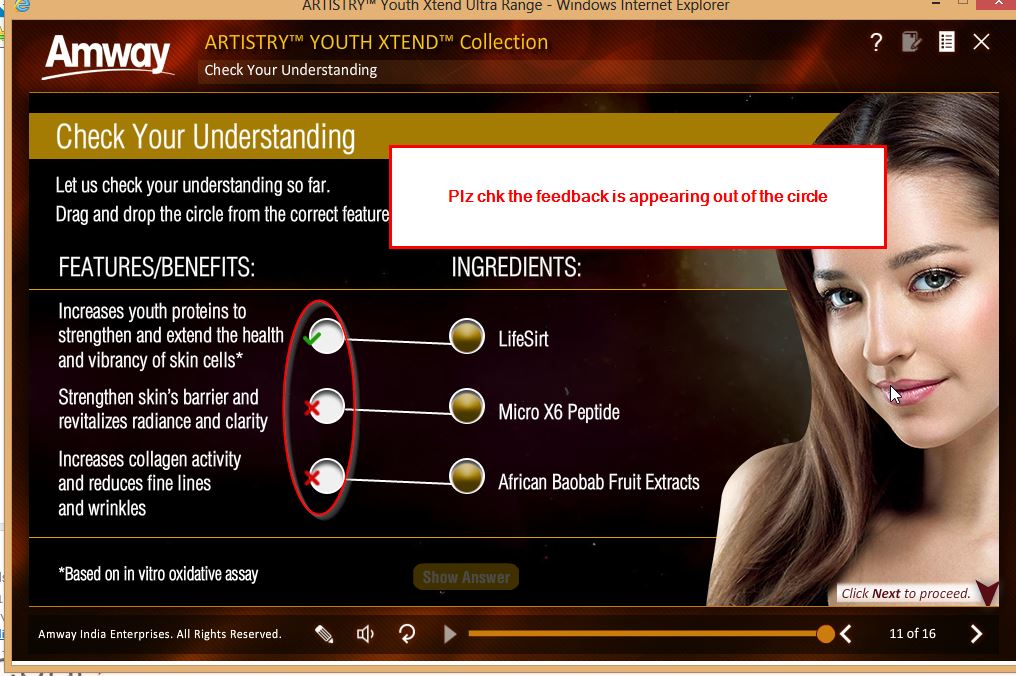 ARTISTRY™ Youth Xtend Ultra Range - Windows Internet Explorer
Amway
ARTISTRY™ YOUTH XTEND™ Collection
Check Your Understanding
?
Check Your Understanding
Let us check your understanding so far.
Drag and drop the circle from the correct feature
Plz chk the feedback is appearing out of the circle
FEATURES/BENEFITS:
INGREDIENTS:
Increases youth proteins to
strengthen and extend the health
and vibrancy of skin cells*
LifeSirt
Strengthen skin's barrier and
revitalizes radiance and clarity
Micro X6 Peptide
Increases collagen activity
and reduces fine lines
and wrinkles
African Baobab Fruit Extracts
*Based on in vitro oxidative assay
Show Answer
Click Next to proceed.
Amway India Enterprises. All Rights Reserved.
11 of 16